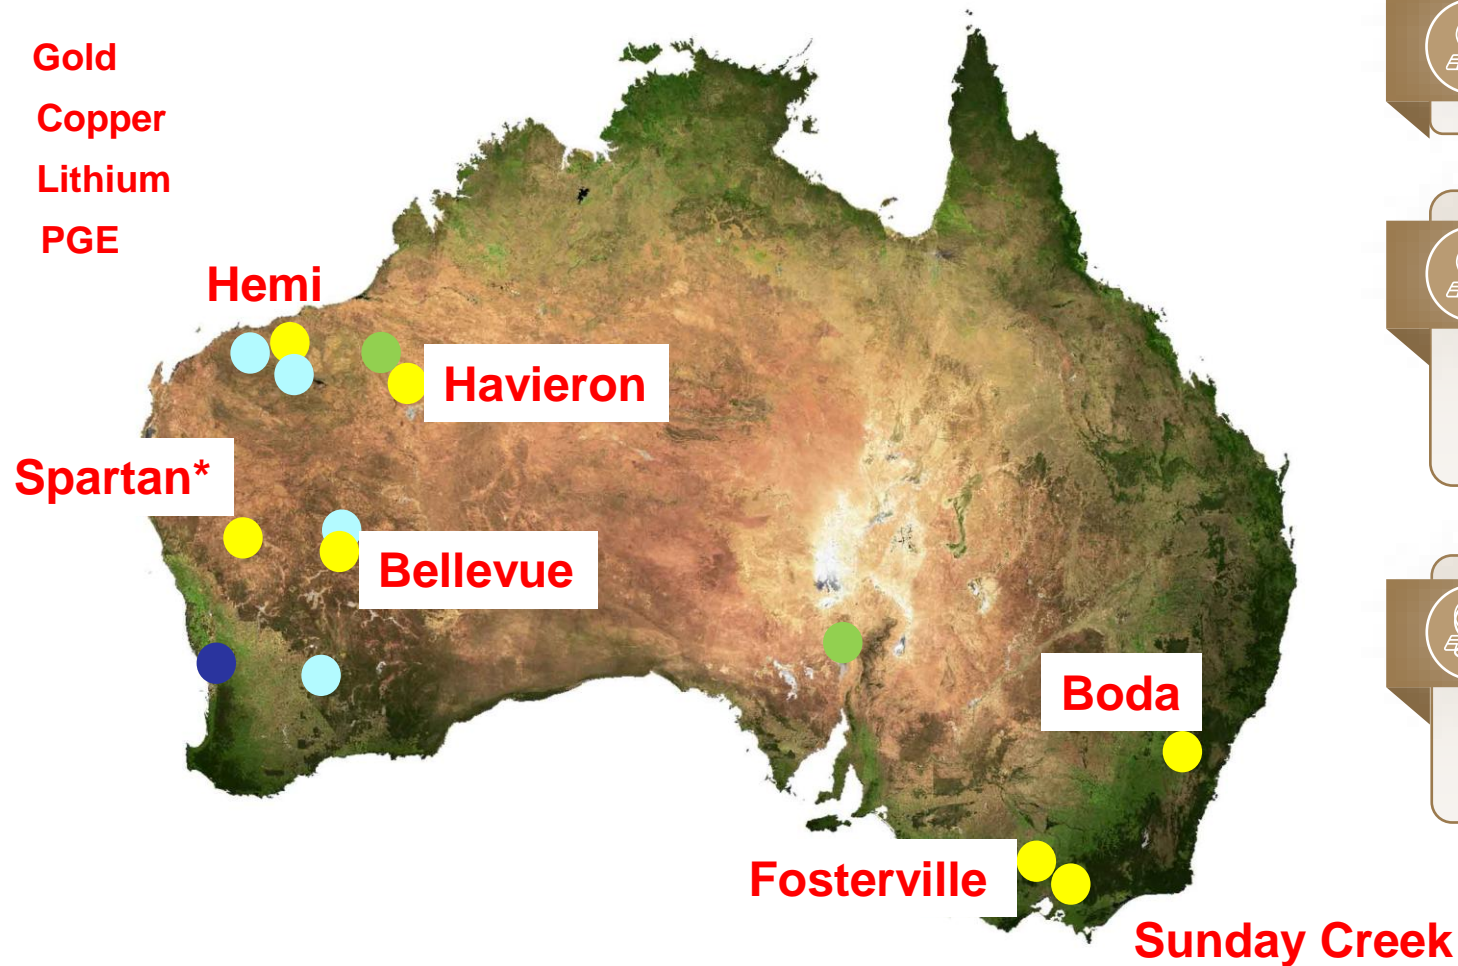 Gold
Copper
Lithium
PGE
Hemi
Havieron
Spartan*
Bellevue
Boda
Fosterville
Sunday Creek